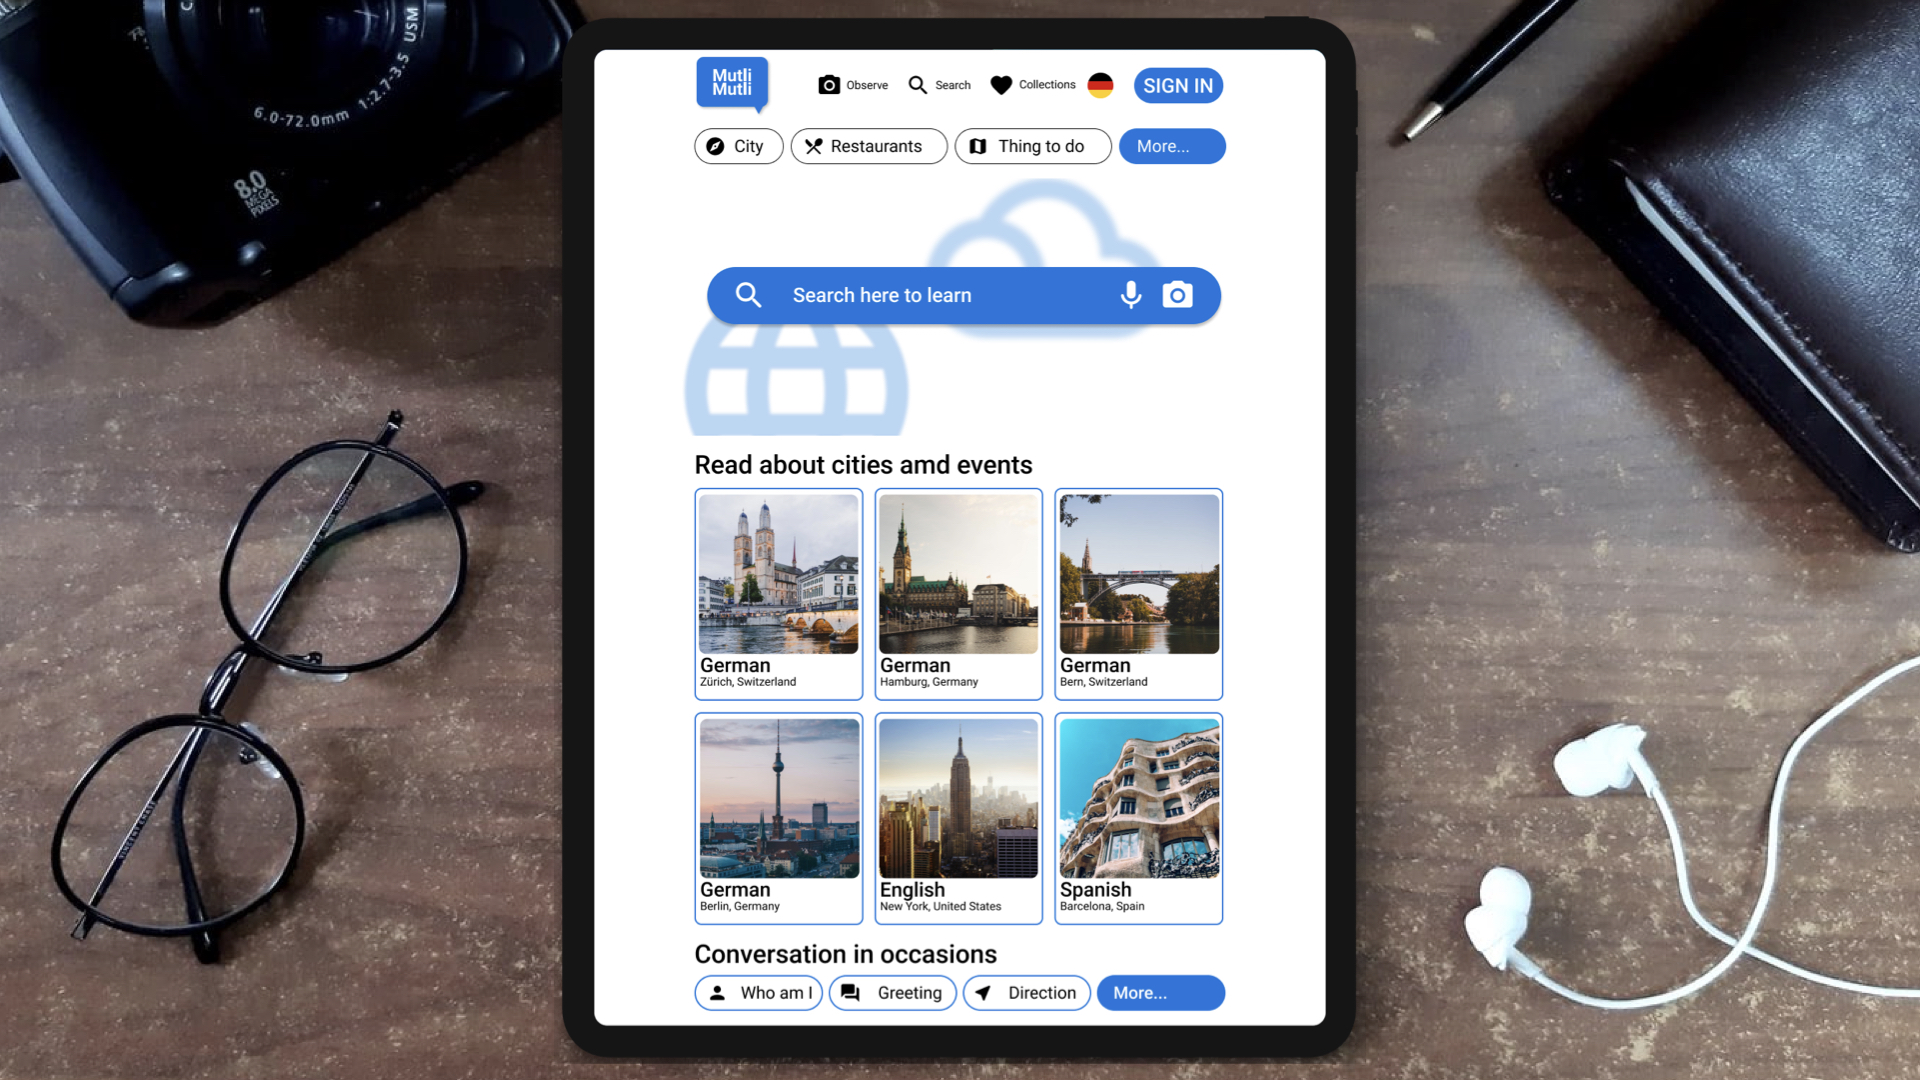 USM
6.0-72.0mm 1:2.7-3.5
8.0
MEGA
PIXELS
Mutli
Mutli
Observe
Search
Collections
SIGN IN
City
Restaurants
Thing to do
More...
Search here to learn
Read about cities amd events
German
Zürich, Switzerland
German
Hamburg, Germany
German
Bern, Switzerland
German
Berlin, Germany
English
New York, United States
Spanish
Barcelona, Spain
Conversation in occasions
Who am I
Greeting
Direction
More...